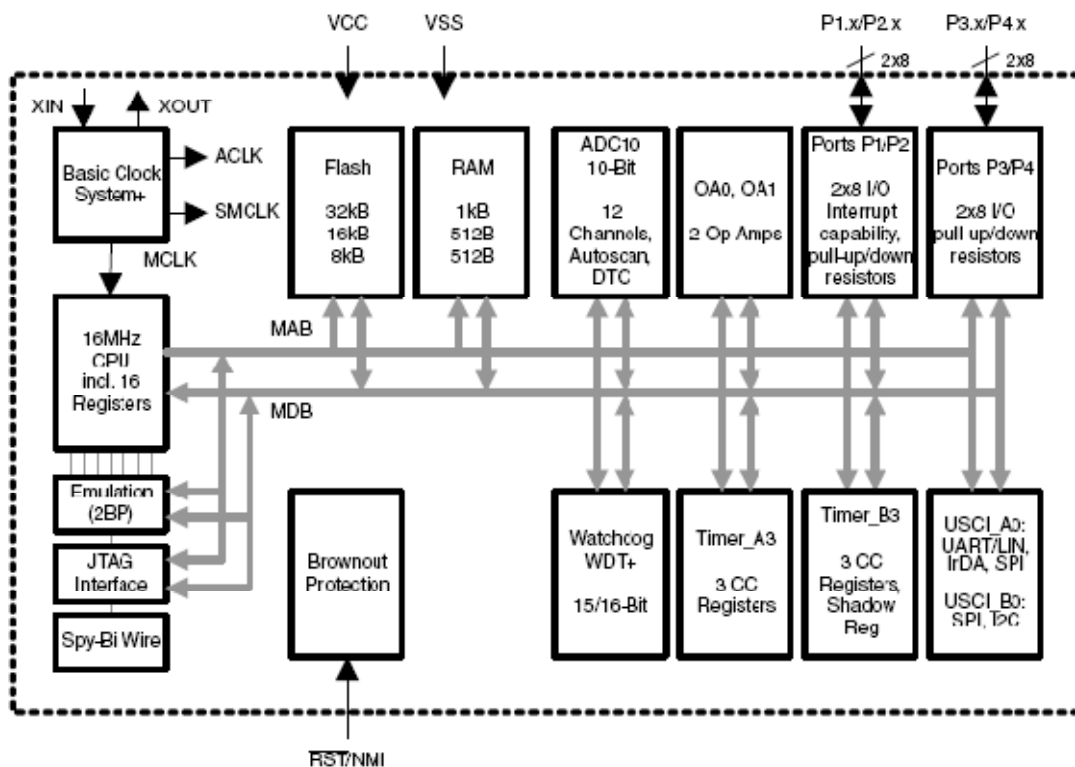 VCC
VSS
P1.x/P2.x
P3.x/P4.x
2x8
2x8
XIN
XOUT
Basic Clock
System+
ACLK
SMCLK
MCLK
Flash
32kB
16kB
8kB
RAM
1kB
512B
512B
ADC10
10-Bit
12
Channels,
Autoscan,
DTC
OA0, OA1
2 Op Amps
Ports P1/P2
2x8 I/O
Interrupt
capability,
pull-up/down
resistors
Ports P3/P4
2x8 I/O
pull up/down
resistors
16MHz
CPU
incl. 16
Registers
MAB
MDB
Emulation
(2BP)
JTAG
Interface
Spy-Bi Wire
Brownout
Protection
Watchdog
WDT+
15/16-Bit
Timer_A3
3 CC
Registers
Timer_B3
3 CC
Registers,
Shadow
Reg
USCI_A0:
UART/LIN,
IrDA, SPI
USCI_B0:
SPI, I2C
RST/NMI